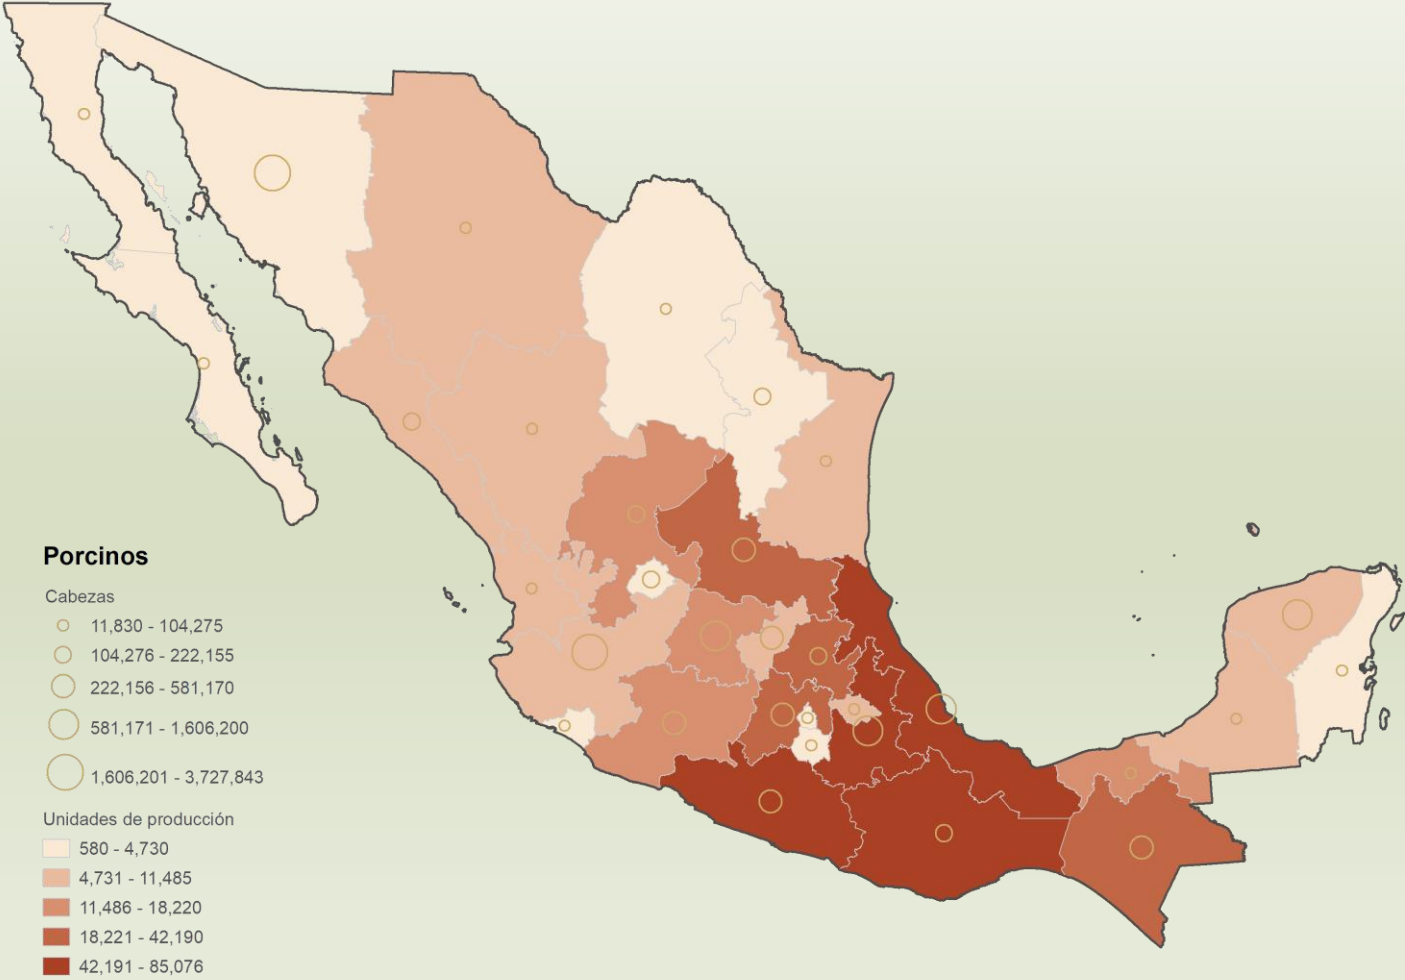 Porcinos
Cabezas
11,830 - 104,275
104,276 - 222,155
222,156 - 581,170
581,171 - 1,606,200
1,606,201 - 3,727,843
Unidades de producción
580 - 4,730
4,731 - 11,485
11,486 - 18,220
18,221 - 42,190
42,191 - 85,076